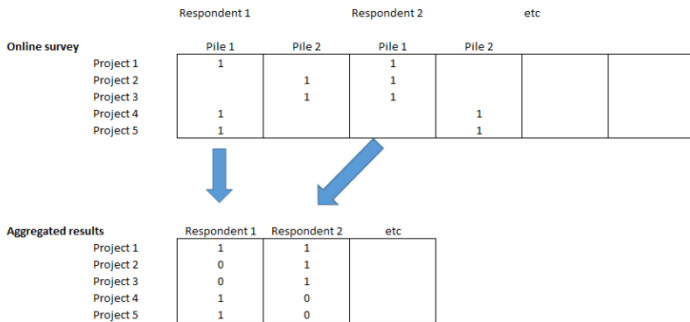 Respondent 1 Respondent 2 etc
Online survey Pile 1 Pile 2 Pile 1 Pile 2
Project 1 1 1
Project 2 1 1
Project 3 1 1
Project 4 1 1
Project 5 1 1
Aggregated results Respondent 1 Respondent 2 etc
Project 1 1 1
Project 2 0 1
Project 3 0 1
Project 4 1 0
Project 5 1 0